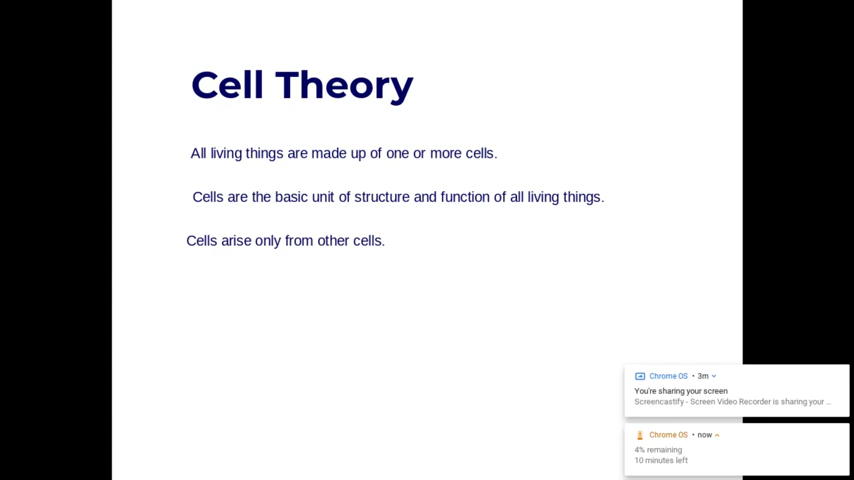 Cell Theory
All living things are made up of one or more cells.
Cells are the basic unit of structure and function of all living things.
Cells arise only from other cells.
Chrome OS • 3m
You're sharing your screen
Screencastify - Screen Video Recorder is sharing your ...
Chrome OS • now
4% remaining
10 minutes left